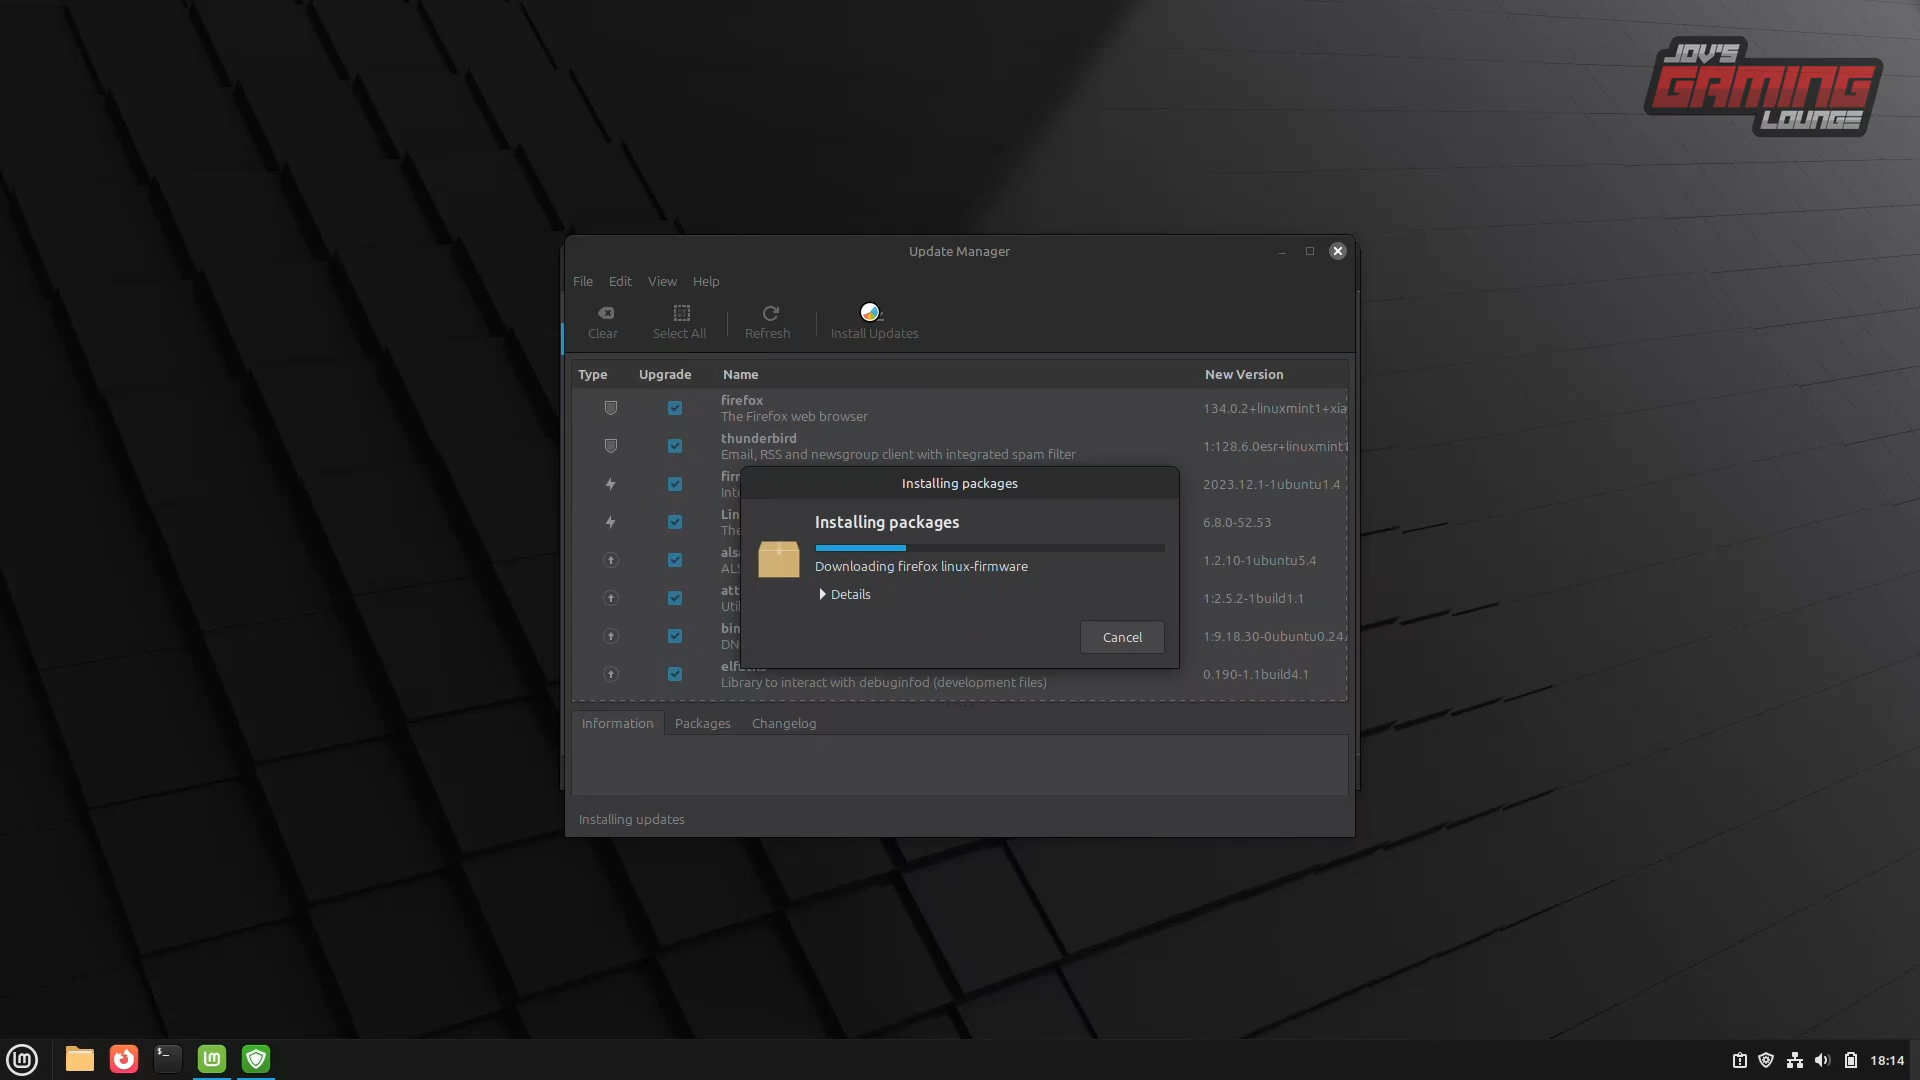 JOV'S
GAMING
LOUNGE
Update Manager
File Edit View Help
Clear Select All Refresh Install Updates
Type Upgrade Name New Version
firefox
The Firefox web browser
134.0.2+linuxmint1+xia
thunderbird
Email, RSS and newsgroup client with integrated spam filter
1:128.6.0esr+linuxmint1
2023.12.1-1ubuntu1.4
6.8.0-52.53
1.2.10-1ubuntu5.4
1:2.5.2-1build1.1
1:9.18.30-0ubuntu0.24.
Library to interact with debuginfod (development files)
0.190-1.1build4.1
Installing packages
Installing packages
Downloading firefox linux-firmware
Details
Cancel
Information Packages Changelog
Installing updates
18:14